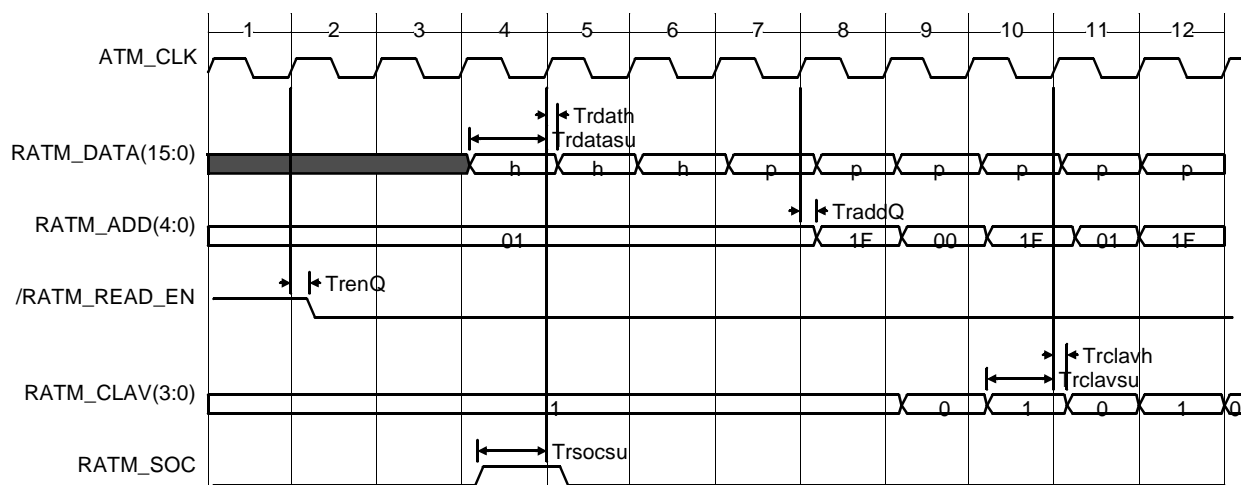 1 2 3 4 5 6 7 8 9 10 11 12
ATM_CLK
Trdath
Trdatasu
RATM_DATA(15:0)
h h h p p p p p p
TraddQ
RATM_ADD(4:0)
01 1F 00 1F 01 1F
TrenQ
/RATM_READ_EN
Trclavh
Trclavsu
RATM_CLAV(3:0)
1 0 1 0 1 0
Trsocsu
RATM_SOC